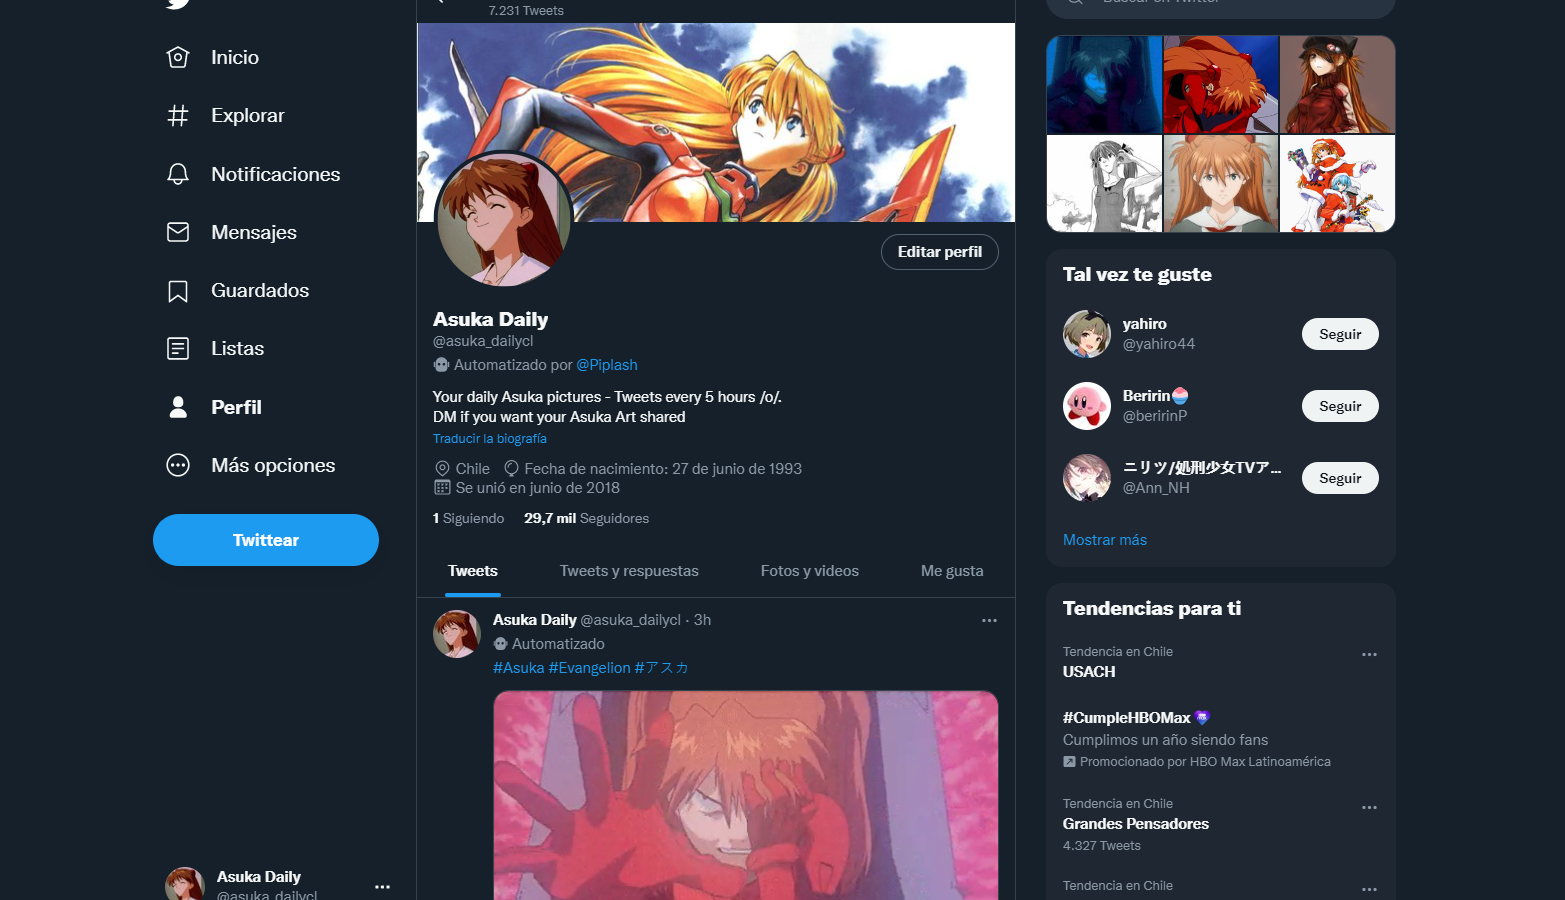 7.231 Tweets
Inicio
Explorar
Notificaciones
Mensajes
Guardados
Listas
Perfil
Más opciones
Twittear
Asuka Daily
@asuka_dailycl
Editar perfil
Asuka Daily
@asuka_dailycl
Automatizado por @Piplash
Your daily Asuka pictures - Tweets every 5 hours /o/.
DM if you want your Asuka Art shared
Traducir la biografía
Chile Fecha de nacimiento: 27 de junio de 1993
Se unió en junio de 2018
1 Siguiendo 29,7 mil Seguidores
Tweets Tweets y respuestas Fotos y videos Me gusta
Asuka Daily @asuka_dailycl · 3h
Automatizado
#Asuka #Evangelion #アスカ
Buscar en Twitter
Tal vez te guste
yahiro
@yahiro44
Seguir
Beririn
@beririnP
Seguir
ニリツ/処刑少女TVア...
@Ann_NH
Seguir
Mostrar más
Tendencias para ti
Tendencia en Chile
USACH
#CumpleHBOMax
Cumplimos un año siendo fans
Promocionado por HBO Max Latinoamérica
Tendencia en Chile
Grandes Pensadores
4.327 Tweets
Tendencia en Chile